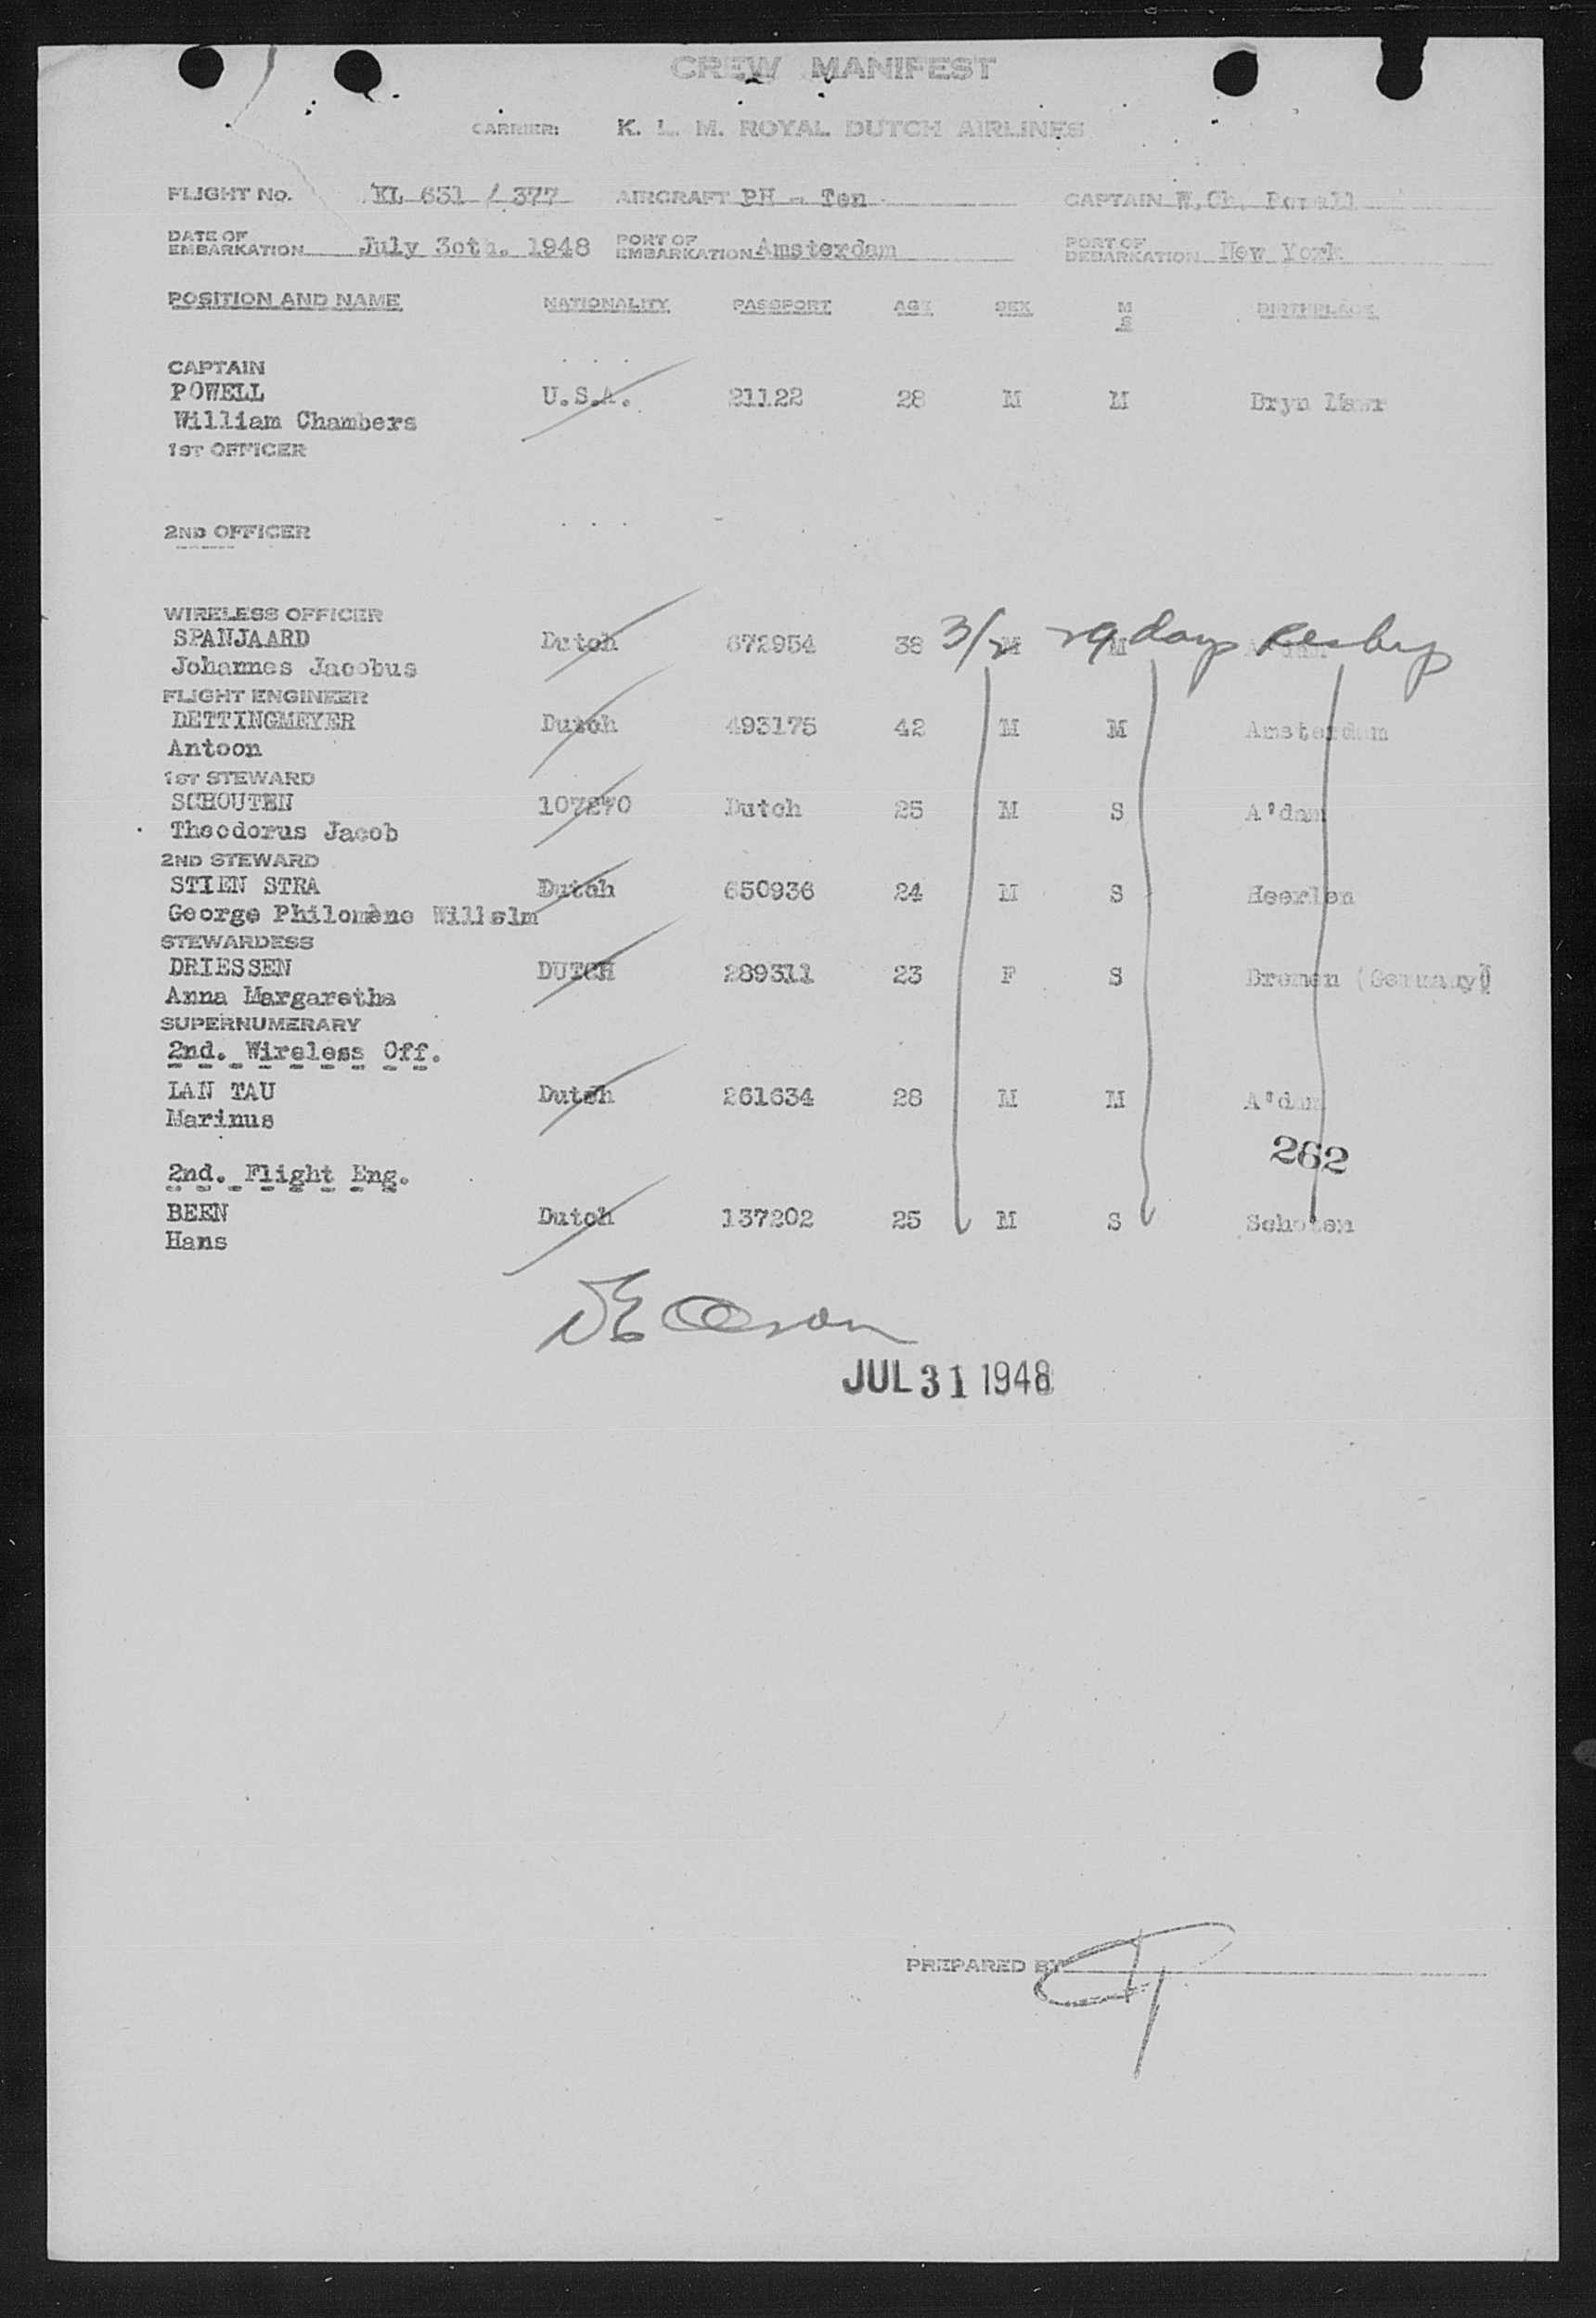 CREW MANIFEST
CARRIER: K. L. M. ROYAL DUTCH AIRLINES
FLIGHT No. KL 631 / 377 AIRCRAFT PH - Ten CAPTAIN W.Ch. Powell
DATE OF EMBARKATION July 3oth. 1948 PORT OF EMBARKATION Amsterdam PORT OF DEBARKATION New York
POSITION AND NAME NATIONALITY PASSPORT AGE SEX M S BIRTHPLACE
CAPTAIN
POWELL U.S.A. 21122 28 M M Bryn Mawr
William Chambers
1ST OFFICER
2ND OFFICER
WIRELESS OFFICER
SPANJAARD Dutch 672954 38 3/2 M 29 days M
Johannes Jacobus
FLIGHT ENGINEER
DETTINGMEYER Dutch 493175 42 M M Amsterdam
Antoon
1ST STEWARD
SCHOUTEN 107270 Dutch 25 M S A'dam
Theodorus Jacob
2ND STEWARD
STIEN STRA Dutch 650936 24 M S Heerlen
George Philomène Willelm
STEWARDESS
DRIESSEN DUTCH 289311 23 F S Bremen (Germany)
Anna Margaretha
SUPERNUMERARY
2nd. Wireless Off.
LAN TAU Dutch 261634 28 M M A'dam
Marinus
262
2nd. Flight Eng.
BEEN Dutch 137202 25 M S Schoten
Hans
JUL 31 1948
PREPARED BY